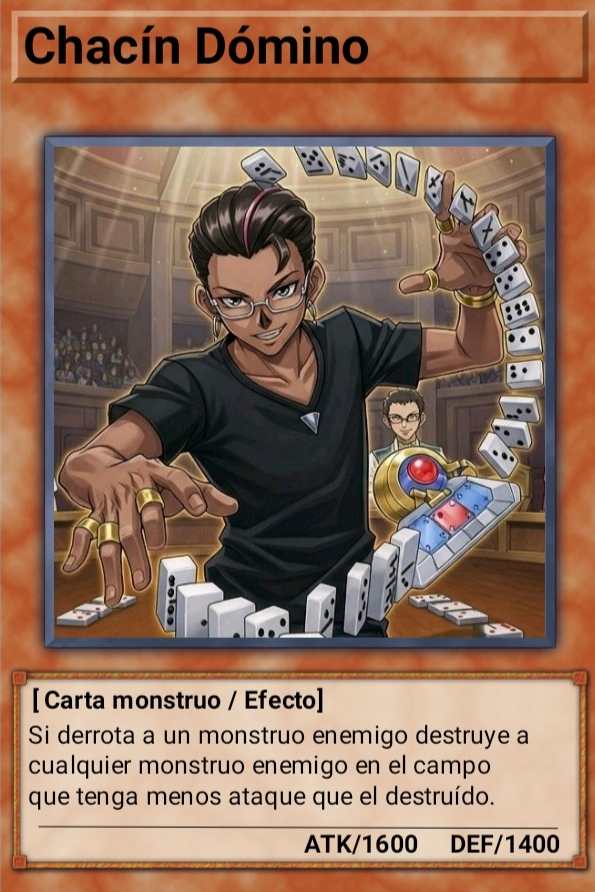 Chacín Dómino
[Carta monstruo / Efecto]
Si derrota a un monstruo enemigo destruye a
cualquier monstruo enemigo en el campo
que tenga menos ataque que el destruído.
ATK/1600 DEF/1400